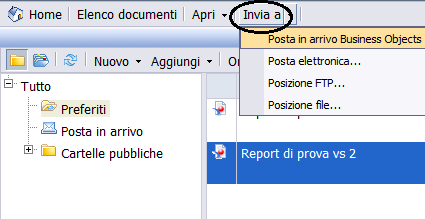 Home Elenco documenti Apri Invia a
Posta in arrivo Business Objects
Nuovo Aggiungi
Posta elettronica...
Tutto
Posizione FTP...
Preferiti
Posizione file...
Posta in arrivo
Cartelle pubbliche
Report di prova vs 2